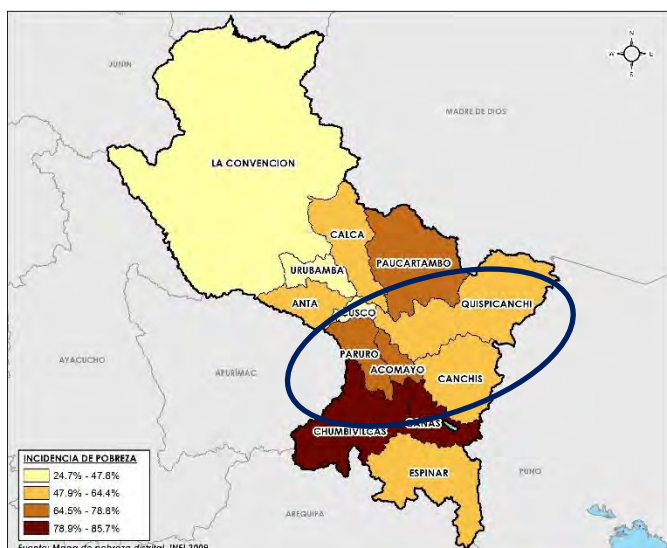 N
O E
S
JUNIN
MADRE DE DIOS
LA CONVENCION
CALCA
PAUCARTAMBO
URUBAMBA
ANTA
CUSCO
QUISPICANCHI
PARURO
ACOMAYO
CANCHIS
AYACUCHO
APURÍMAC
CHUMBIVILCAS
CANAS
ESPINAR
PUNO
AREQUIPA
INCIDENCIA DE POBREZA
24.7% - 47.8%
47.9% - 64.4%
64.5% - 78.8%
78.9% - 85.7%
Fuente: Mapa de pobreza distrital, INEI 2009